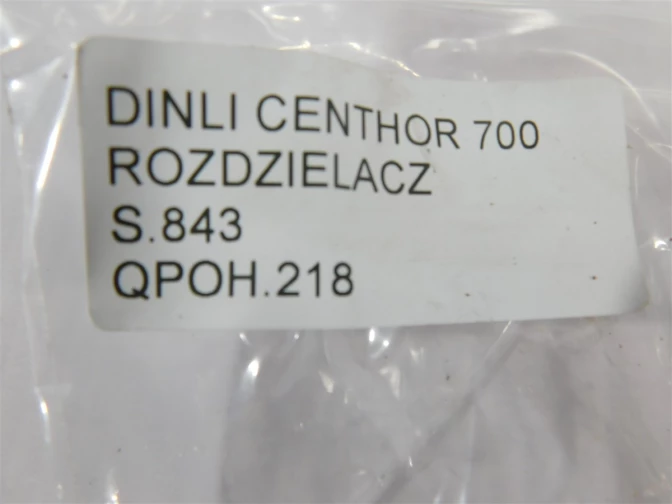 DINLI CENTHOR 700
ROZDZIELACZ
S.843
QPOH.218